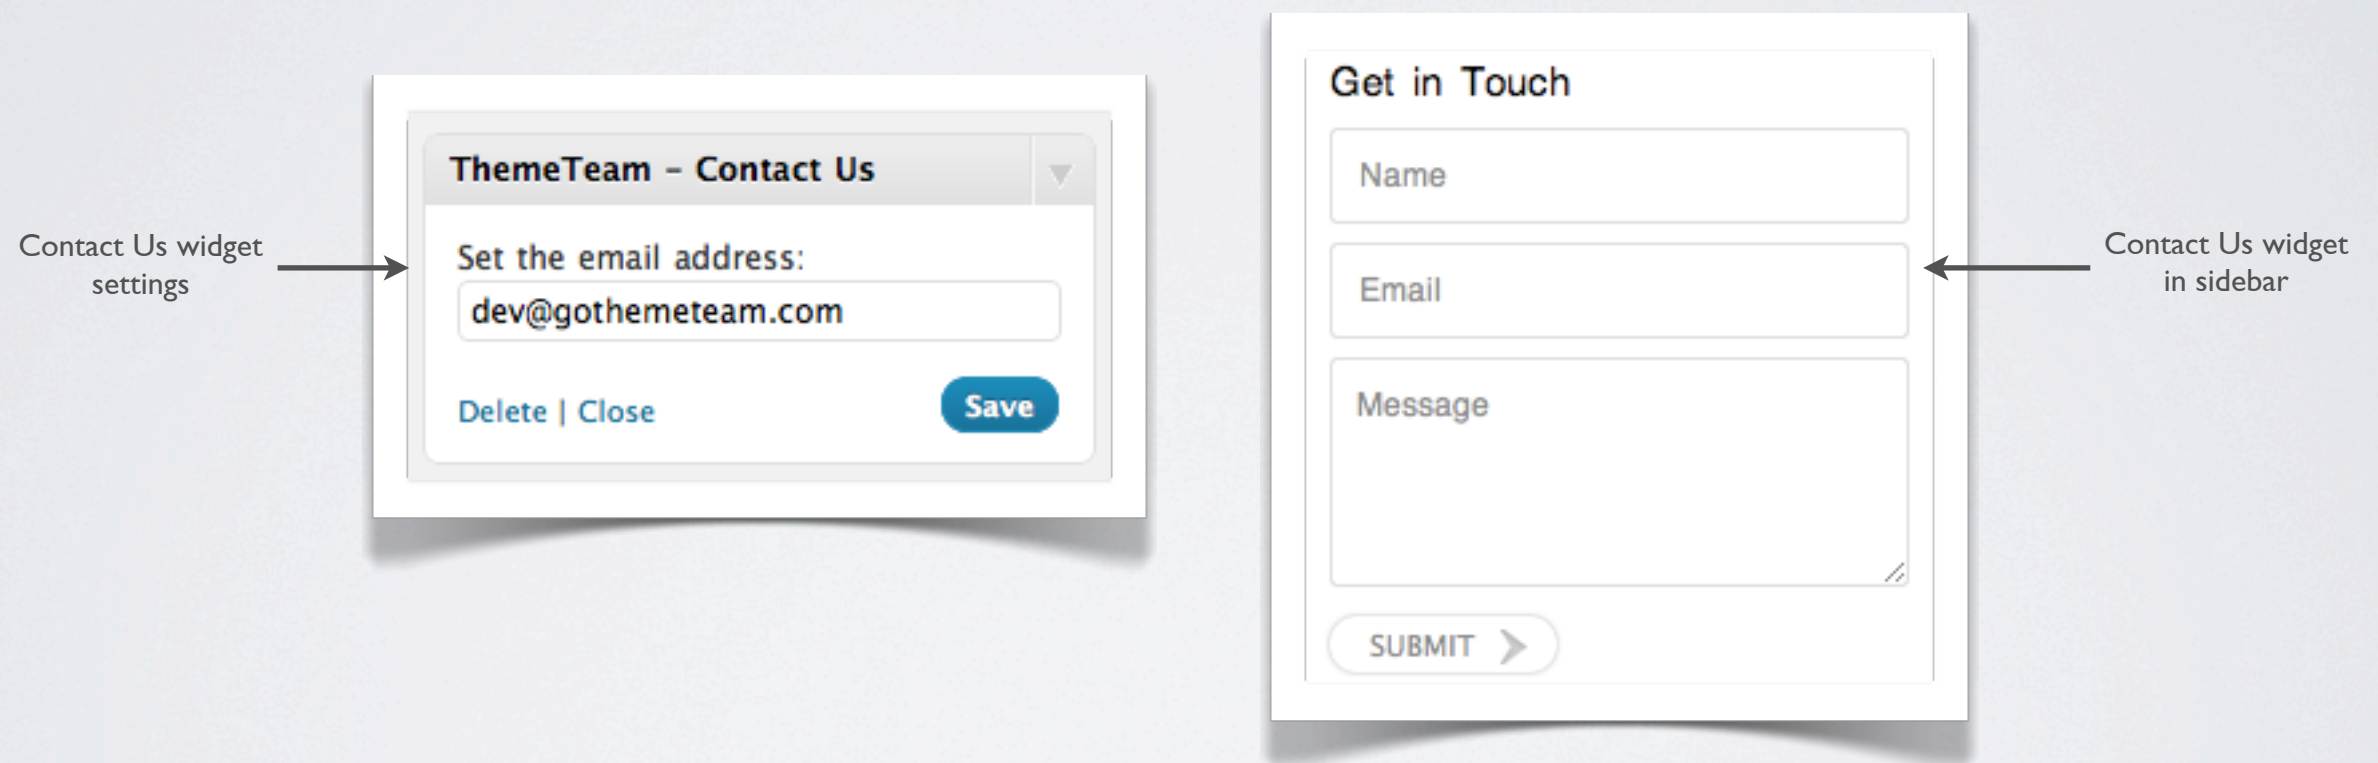 Contact Us widget
settings
ThemeTeam – Contact Us
Set the email address:
dev@gothemeteam.com
Delete | Close
Save
Get in Touch
Name
Email
Message
SUBMIT
Contact Us widget
in sidebar